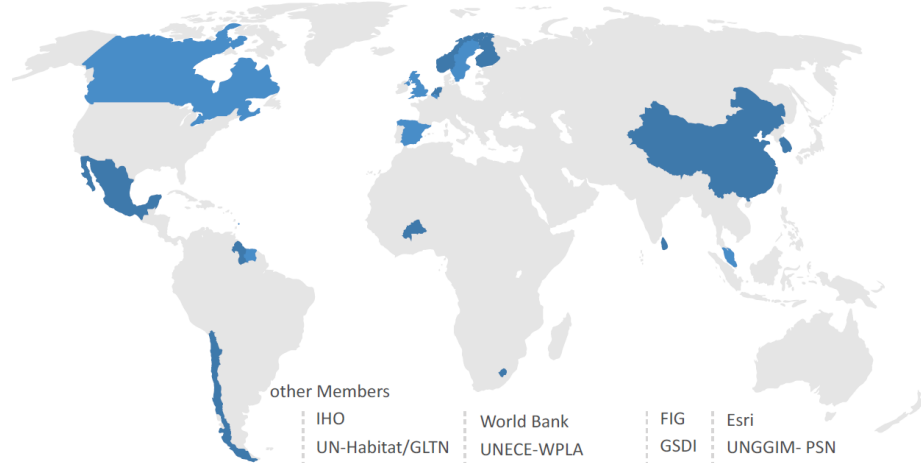 other Members
IHO
UN-Habitat/GLTN
World Bank
UNECE-WPLA
FIG
GSDI
Esri
UNGGIM- PSN